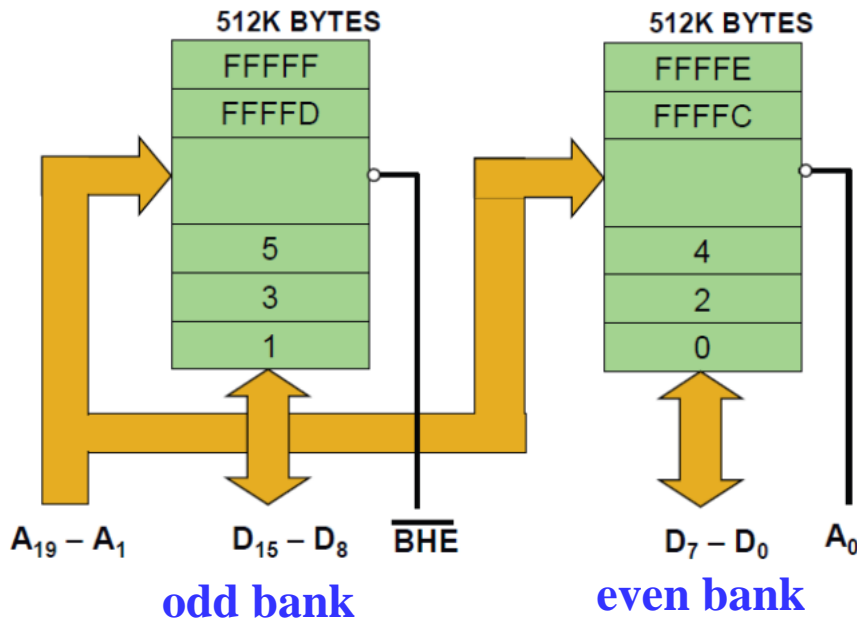 512K BYTES
512K BYTES
FFFFF
FFFFE
FFFFD
FFFFC
5
4
3
2
1
0
A₁₉ – A₁
D₁₅ – D₈
B̅H̅E̅
D₇ – D₀
A₀
odd bank
even bank